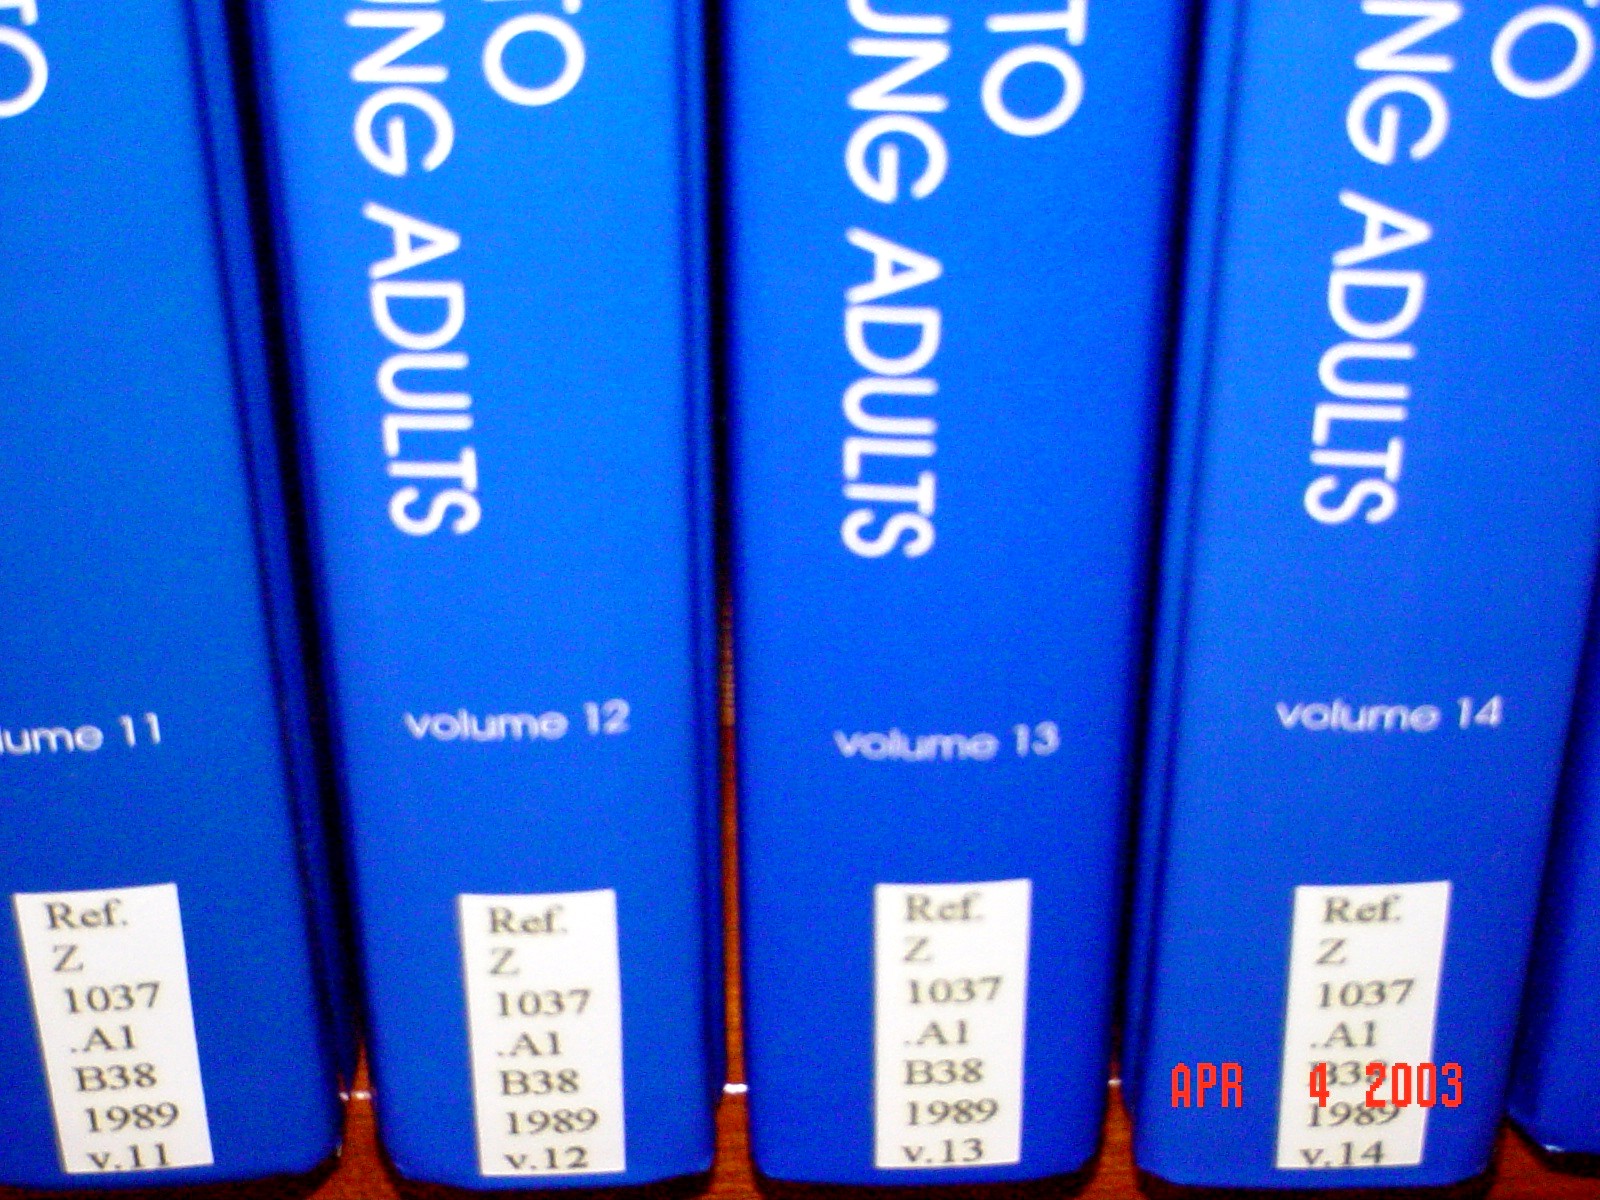 TO
lume 11
Ref.
Z
1037
.A1
B38
1989
v.11
TO
UNG ADULTS
volume 12
Ref.
Z
1037
.A1
B38
1989
v.12
TO
UNG ADULTS
volume 13
Ref.
Z
1037
.A1
B38
1989
v.13
TO
NG ADULTS
volume 14
Ref.
Z
1037
.A1
B38
1989
v.14
APR 4 2003